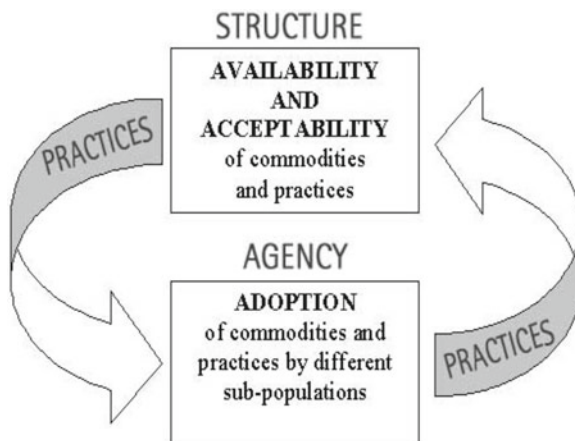 STRUCTURE
AVAILABILITY
AND
ACCEPTABILITY
of commodities
and practices
PRACTICES
AGENCY
ADOPTION
of commodities and
practices by different
sub-populations
PRACTICES